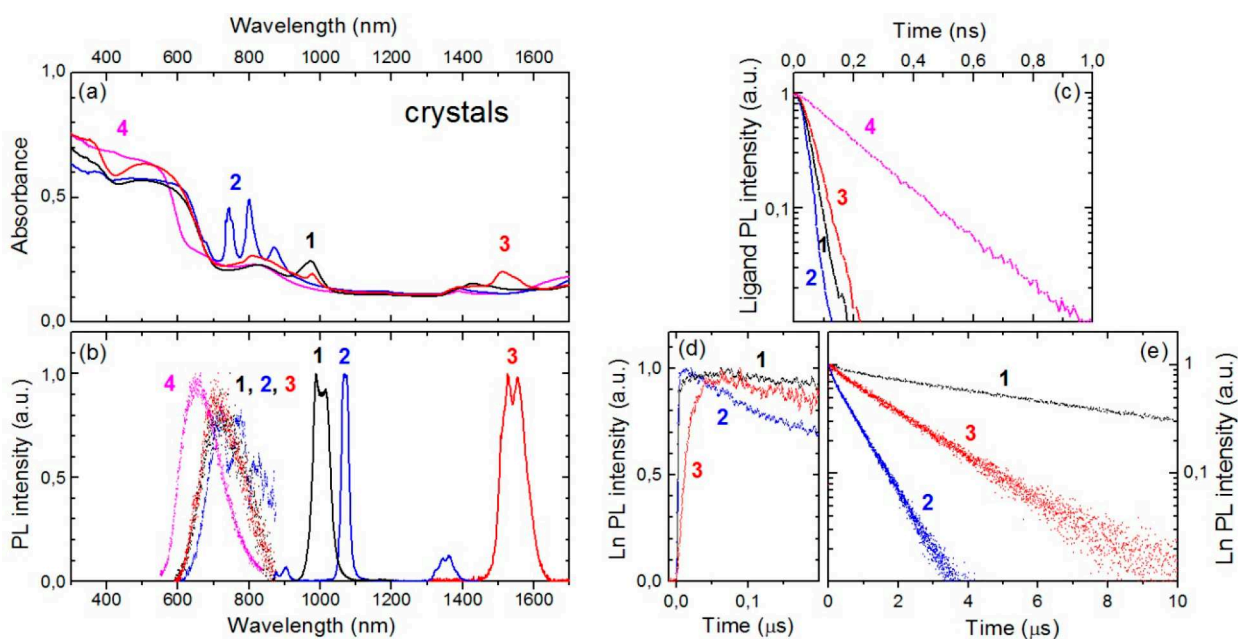 Wavelength (nm)
400 600 800 1000 1200 1400 1600
1,0
0,5
0,0
Absorbance
(a)
crystals
4
2
1
3
1,0
0,5
0,0
PL intensity (a.u.)
(b)
4
1, 2, 3
1
2
3
400 600 800 1000 1200 1400 1600
Wavelength (nm)
Time (ns)
0,0 0,2 0,4 0,6 0,8 1,0
1
0,1
Ligand PL intensity (a.u.)
(c)
4
3
1
2
1,0
0,5
0,0
Ln PL intensity (a.u.)
(d)
1
2
3
0,0 0,1
Time (µs)
(e)
1
3
2
1
0,1
Ln PL intensity (a.u.)
0 2 4 6 8 10
Time (µs)